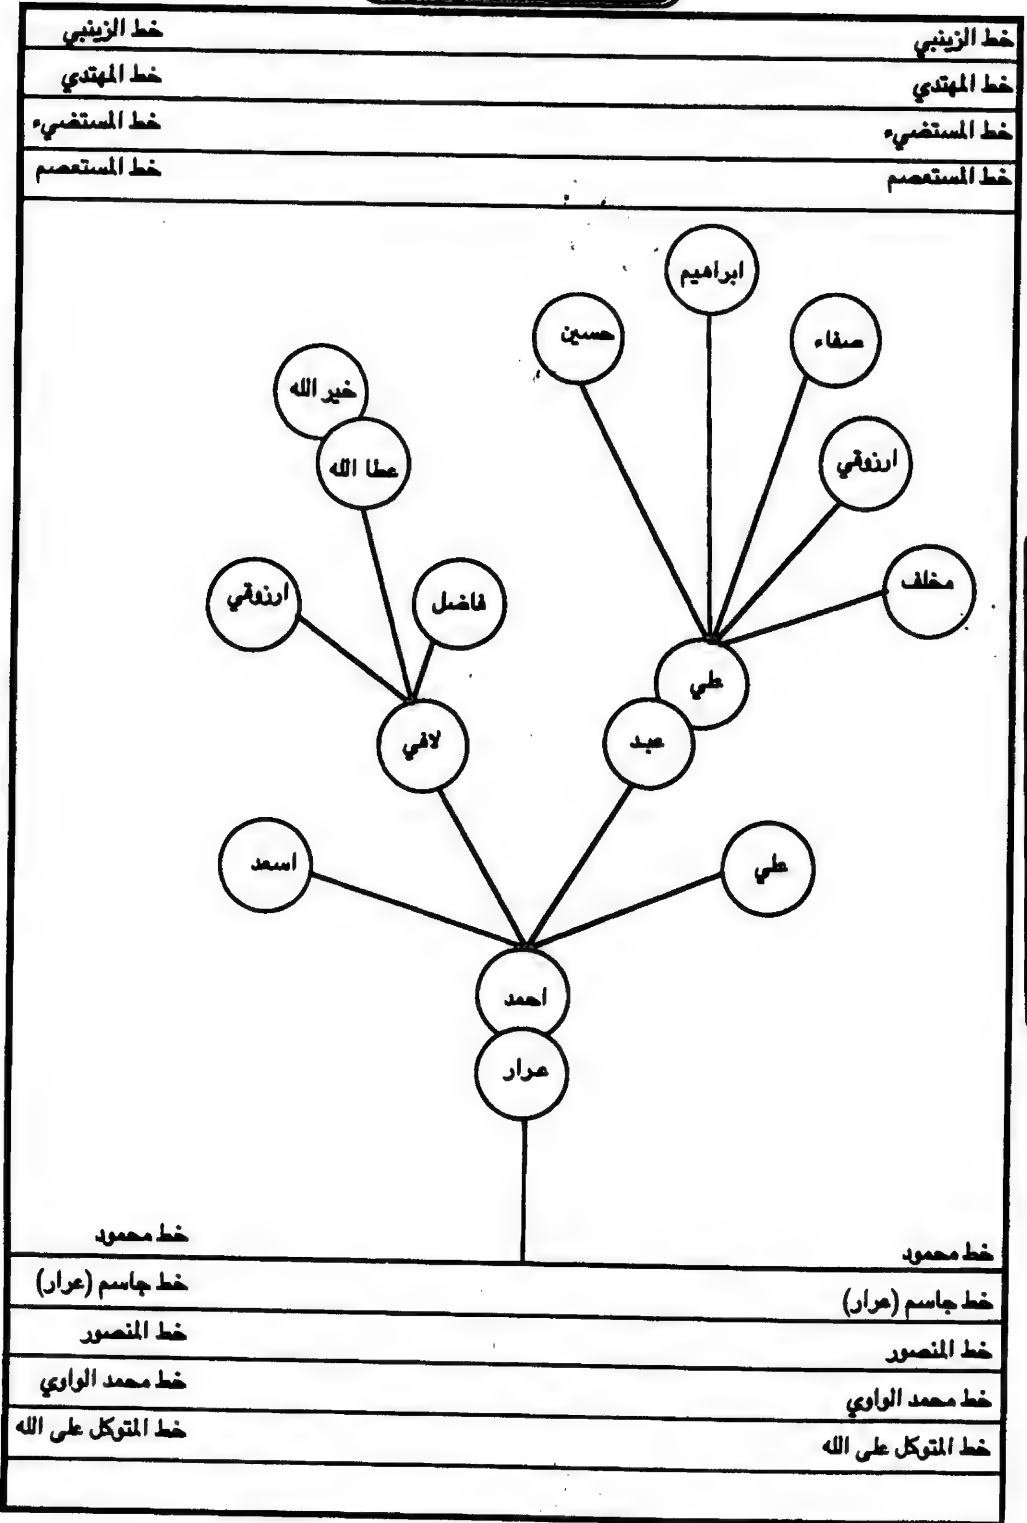 خط الزينبي
خط الزينبي
خط المهتدي
خط المهتدي
خط المستضيء
خط المستضيء
خط المستعصم
خط المستعصم
ابراهيم
صفاء
حسين
خير الله
ارزوقي
عطا الله
مخلف
فاضل
ارزوقي
علي
عبد
لافي
علي
اسعد
احمد
عرار
خط محمود
خط محمود
خط جاسم (عرار)
خط جاسم (عرار)
خط المنصور
خط المنصور
خط محمد الواوي
خط محمد الواوي
خط المتوكل على الله
خط المتوكل على الله